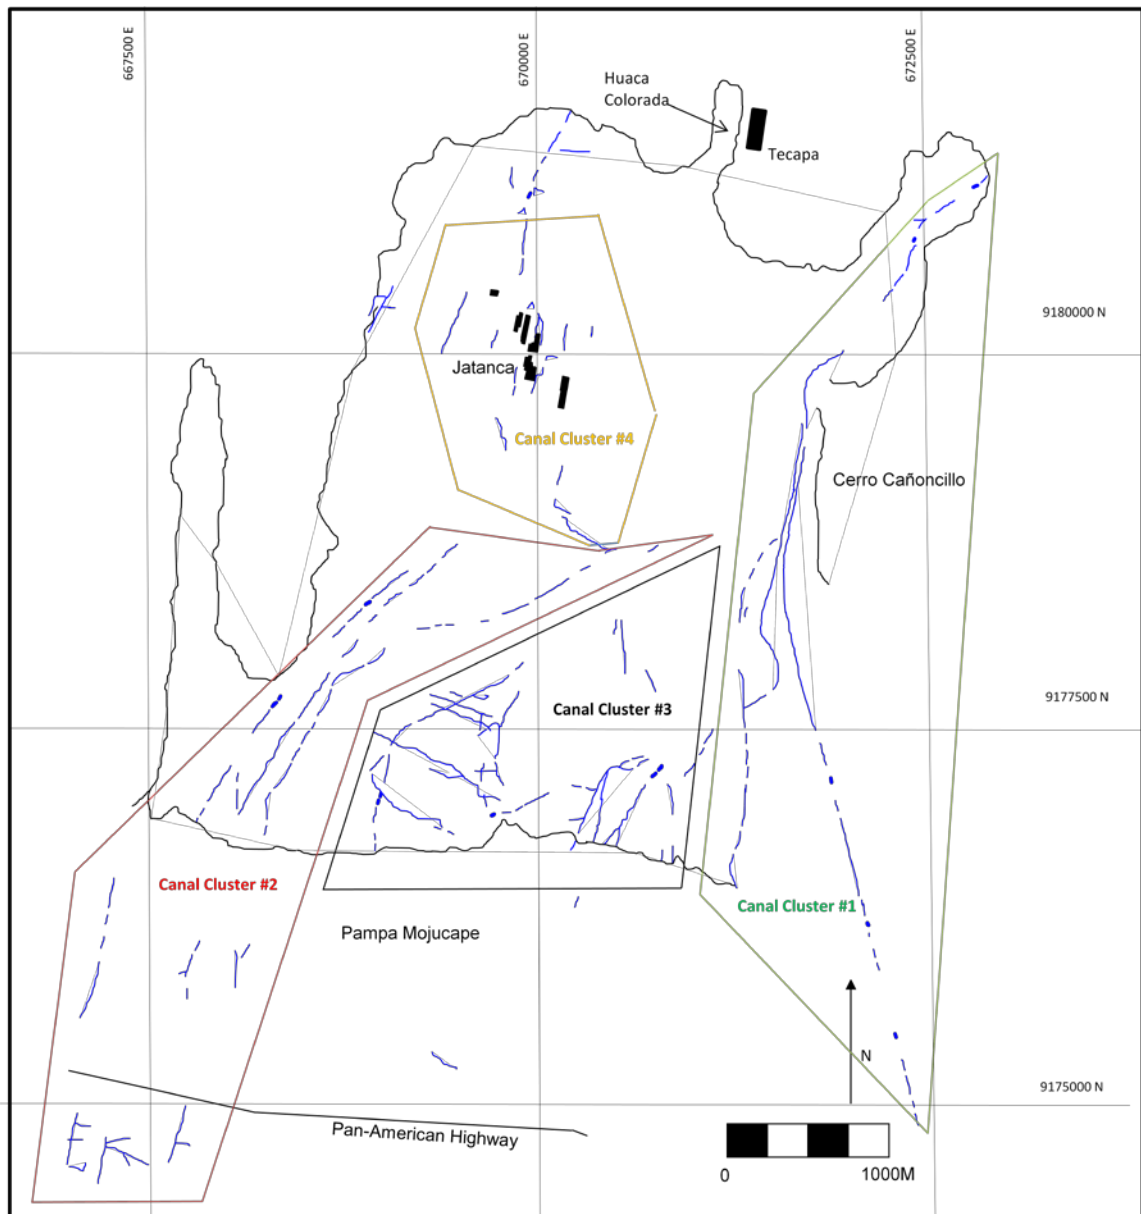 667500 E
670000 E
672500 E
Huaca
Colorada
Tecapa
9180000 N
Jatanca
Canal Cluster #4
Cerro Cañoncillo
9177500 N
Canal Cluster #3
Canal Cluster #2
Canal Cluster #1
Pampa Mojucape
N
9175000 N
Pan-American Highway
0
1000M